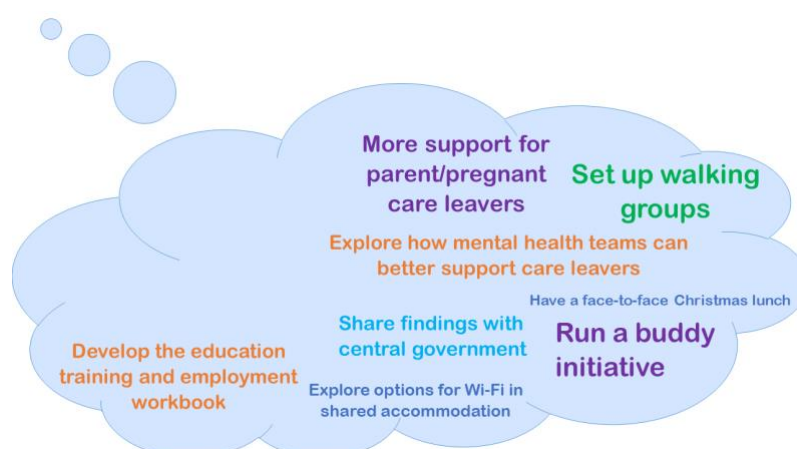 More support for
parent/pregnant
care leavers
Set up walking
groups
Explore how mental health teams can
better support care leavers
Have a face-to-face Christmas lunch
Share findings with
central government
Run a buddy
initiative
Develop the education
training and employment
workbook
Explore options for Wi-Fi in
shared accommodation